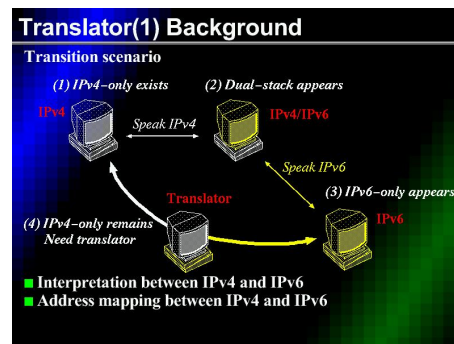 Translator(1) Background
Transition scenario
(1) IPv4-only exists
(2) Dual-stack appears
IPv4
IPv4/IPv6
Speak IPv4
Speak IPv6
(3) IPv6-only appears
Translator
IPv6
(4) IPv4-only remains
Need translator
Interpretation between IPv4 and IPv6
Address mapping between IPv4 and IPv6